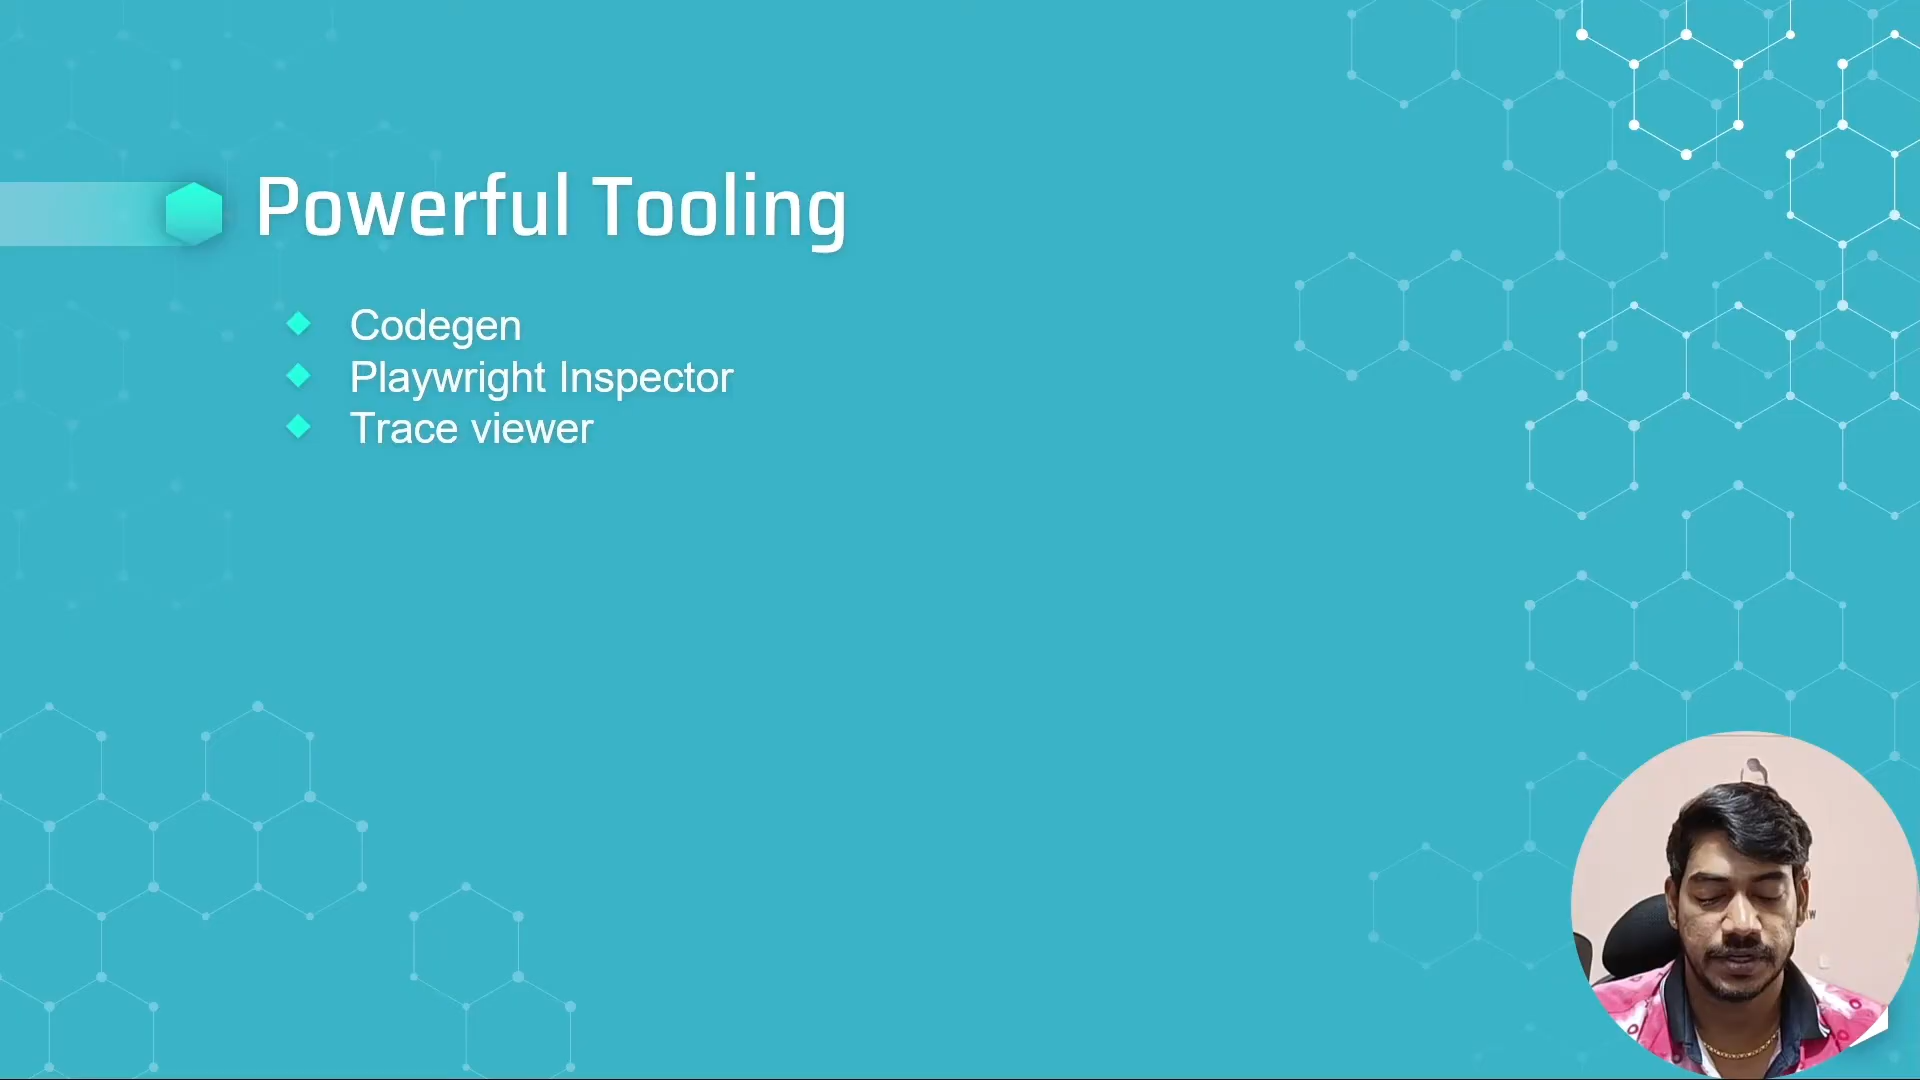 Powerful Tooling
Codegen
Playwright Inspector
Trace viewer